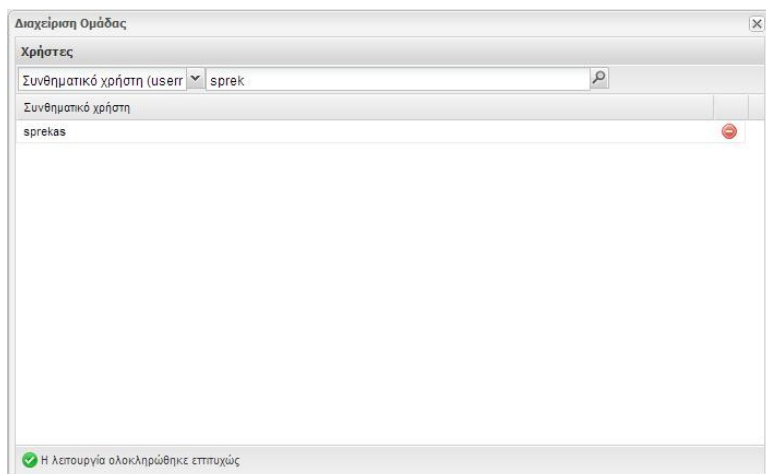 Διαχείριση Ομάδας
Χρήστες
Συνθηματικό χρήστη (userr sprek
Συνθηματικό χρήστη
sprekas
Η λειτουργία ολοκληρώθηκε επιτυχώς